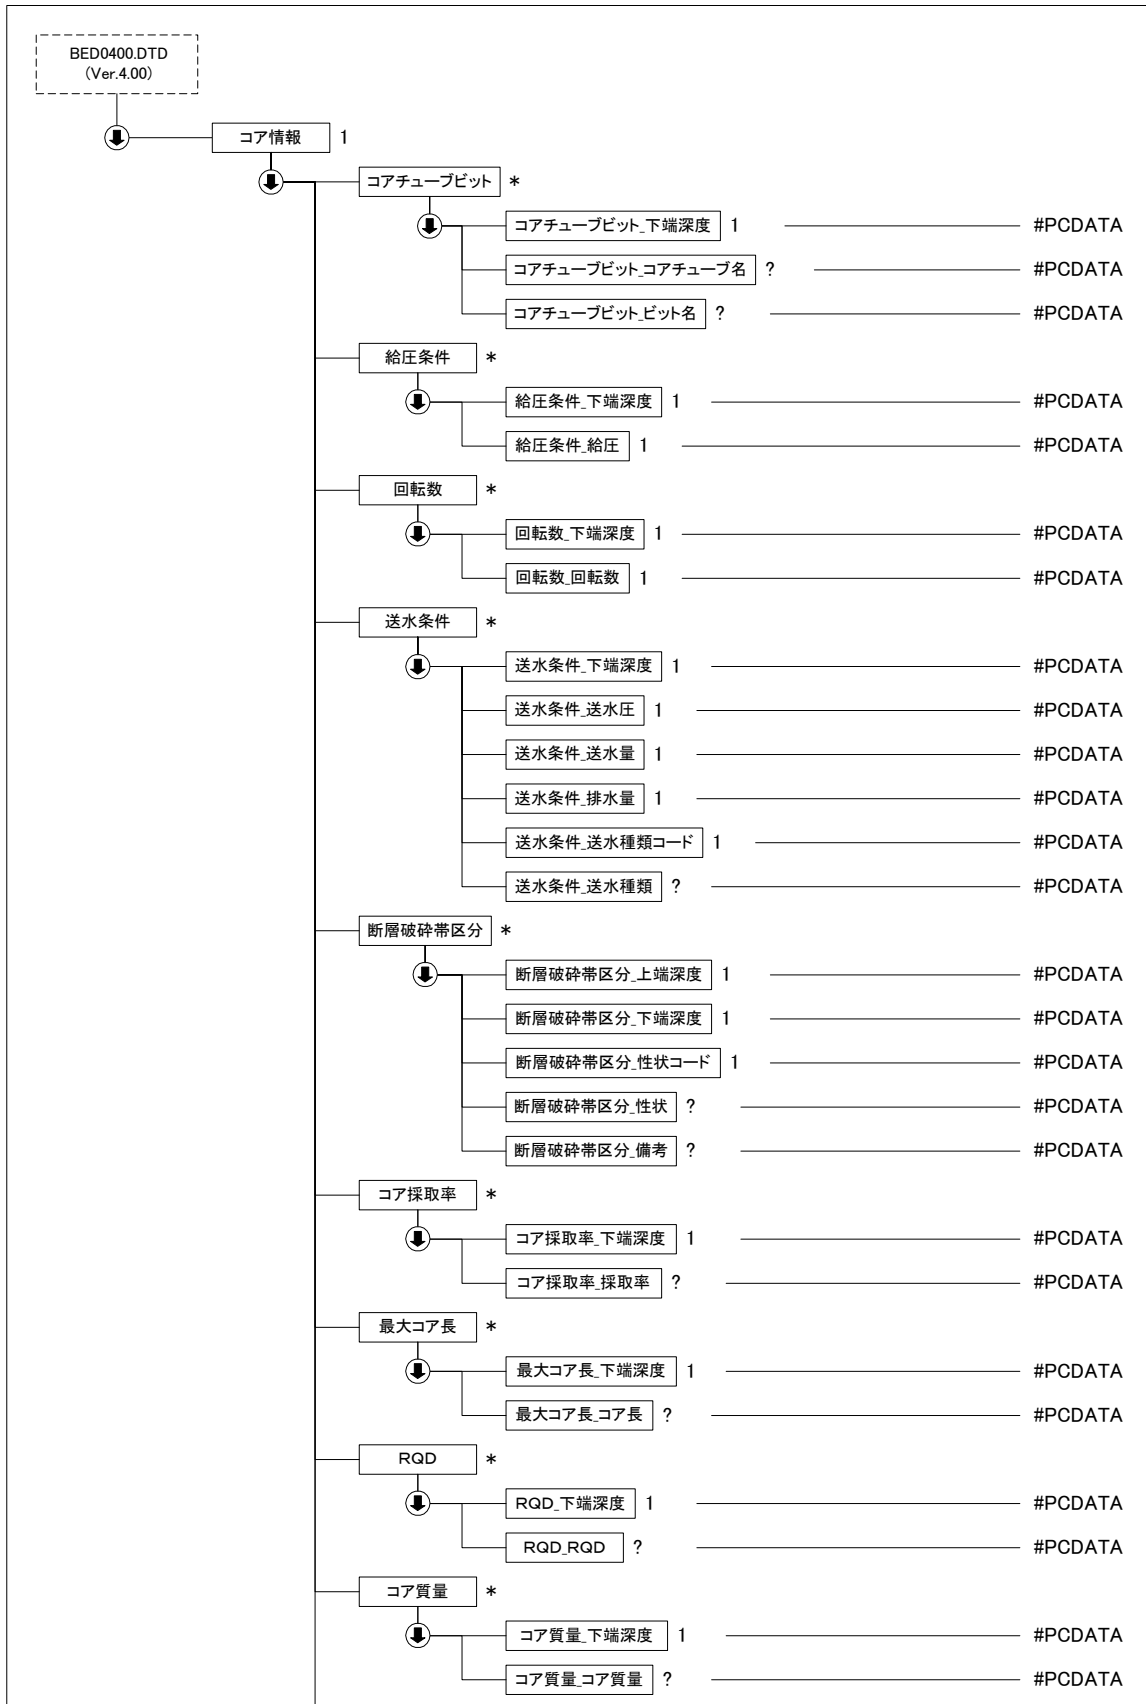 BED0400.DTD
(Ver.4.00)
コア情報 1
コアチューブビット *
コアチューブビット_下端深度 1 #PCDATA
コアチューブビット_コアチューブ名 ? #PCDATA
コアチューブビット_ビット名 ? #PCDATA
給圧条件 *
給圧条件_下端深度 1 #PCDATA
給圧条件_給圧 1 #PCDATA
回転数 *
回転数_下端深度 1 #PCDATA
回転数_回転数 1 #PCDATA
送水条件 *
送水条件_下端深度 1 #PCDATA
送水条件_送水圧 1 #PCDATA
送水条件_送水量 1 #PCDATA
送水条件_排水量 1 #PCDATA
送水条件_送水種類コード 1 #PCDATA
送水条件_送水種類 ? #PCDATA
断層破砕帯区分 *
断層破砕帯区分_上端深度 1 #PCDATA
断層破砕帯区分_下端深度 1 #PCDATA
断層破砕帯区分_性状コード 1 #PCDATA
断層破砕帯区分_性状 ? #PCDATA
断層破砕帯区分_備考 ? #PCDATA
コア採取率 *
コア採取率_下端深度 1 #PCDATA
コア採取率_採取率 ? #PCDATA
最大コア長 *
最大コア長_下端深度 1 #PCDATA
最大コア長_コア長 ? #PCDATA
RQD *
RQD_下端深度 1 #PCDATA
RQD_RQD ? #PCDATA
コア質量 *
コア質量_下端深度 1 #PCDATA
コア質量_コア質量 ? #PCDATA